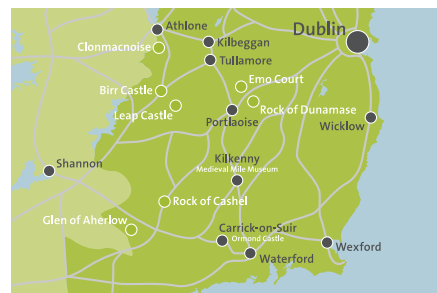 Athlone
Dublin
Clonmacnoise
Kilbeggan
Tullamore
Emo Court
Birr Castle
Rock of Dunamase
Leap Castle
Portlaoise
Wicklow
Shannon
Kilkenny
Medieval Mile Museum
Rock of Cashel
Glen of Aherlow
Carrick-on-Suir
Ormond Castle
Wexford
Waterford